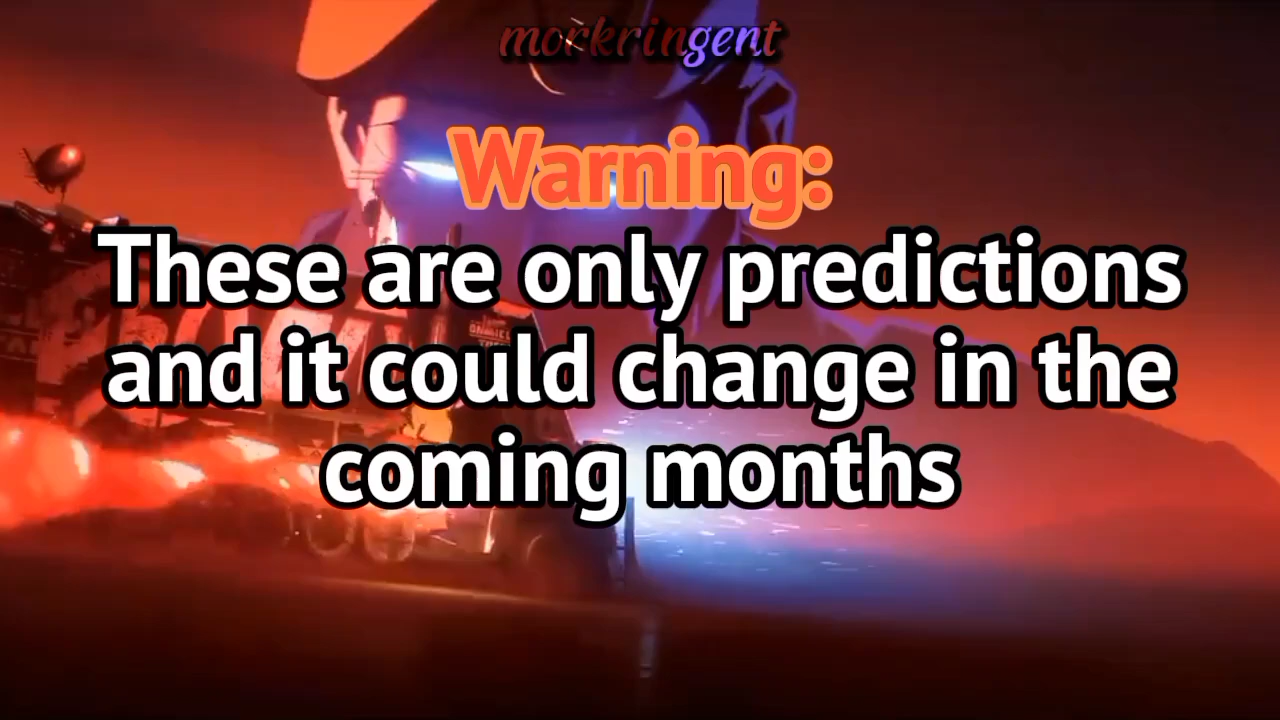 morkringent
Warning:
These are only predictions
and it could change in the
coming months